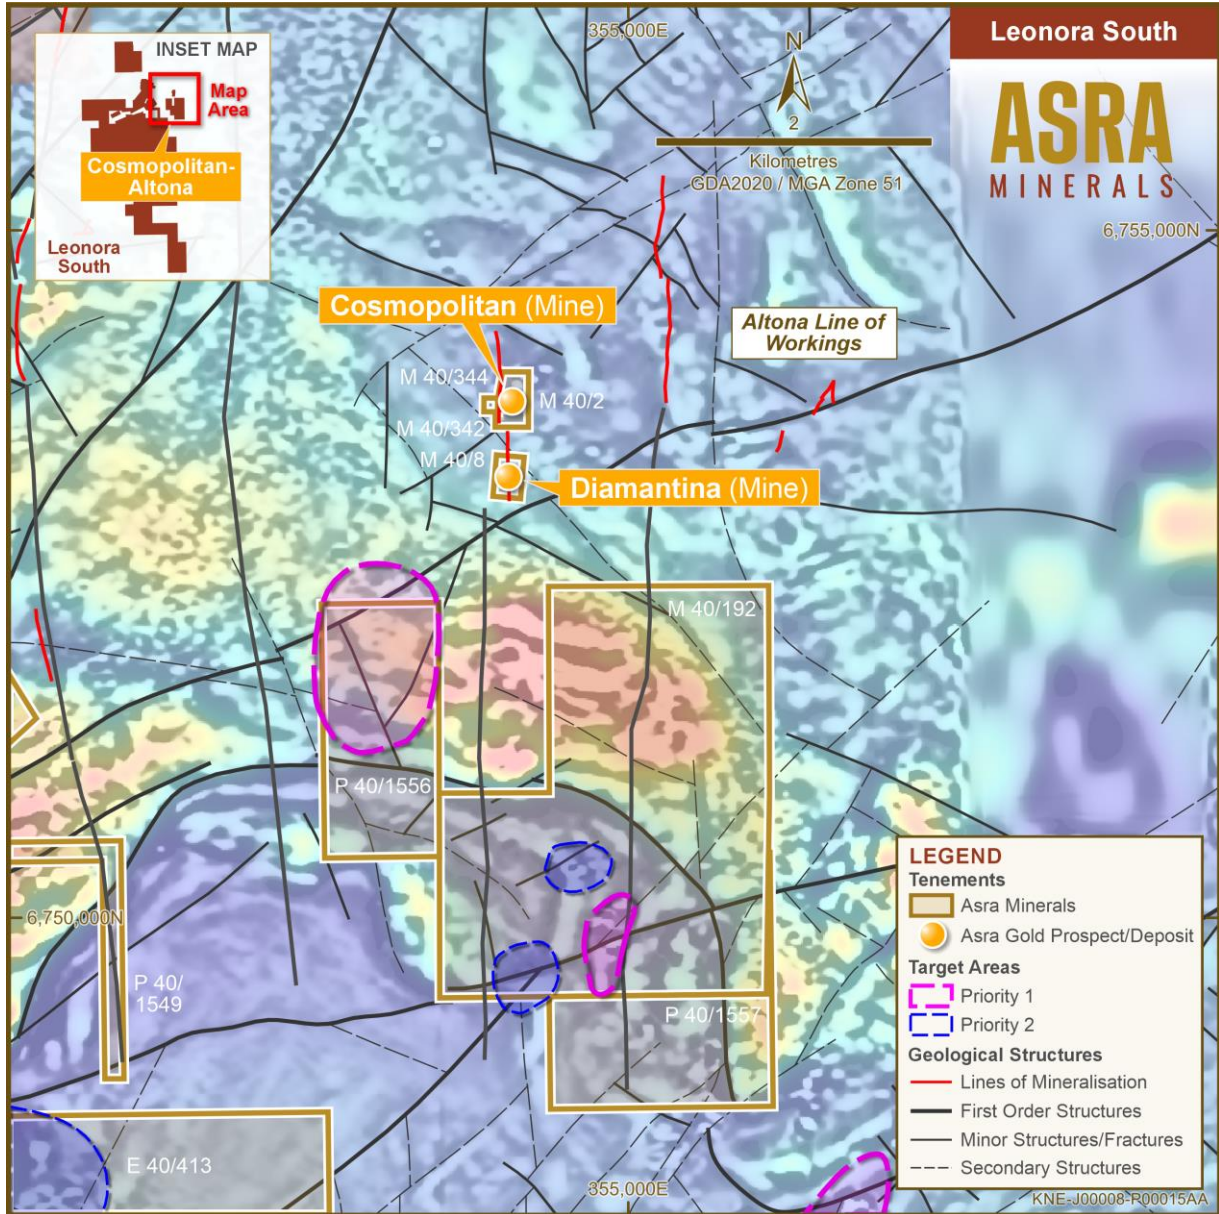 355,000E
Leonora South
INSET MAP
Map
Area
Cosmopolitan-
Altona
Leonora
South
N
2
Kilometres
GDA2020 / MGA Zone 51
ASRA
MINERALS
6,755,000N
Cosmopolitan (Mine)
Altona Line of
Workings
M 40/344
M 40/2
M 40/342
M 40/8
Diamantina (Mine)
M 40/192
P 40/1556
6,750,000N
P 40/
1549
P 40/1557
E 40/413
355,000E
LEGEND
Tenements
Asra Minerals
Asra Gold Prospect/Deposit
Target Areas
Priority 1
Priority 2
Geological Structures
Lines of Mineralisation
First Order Structures
Minor Structures/Fractures
Secondary Structures
KNE-J00008-P00015AA